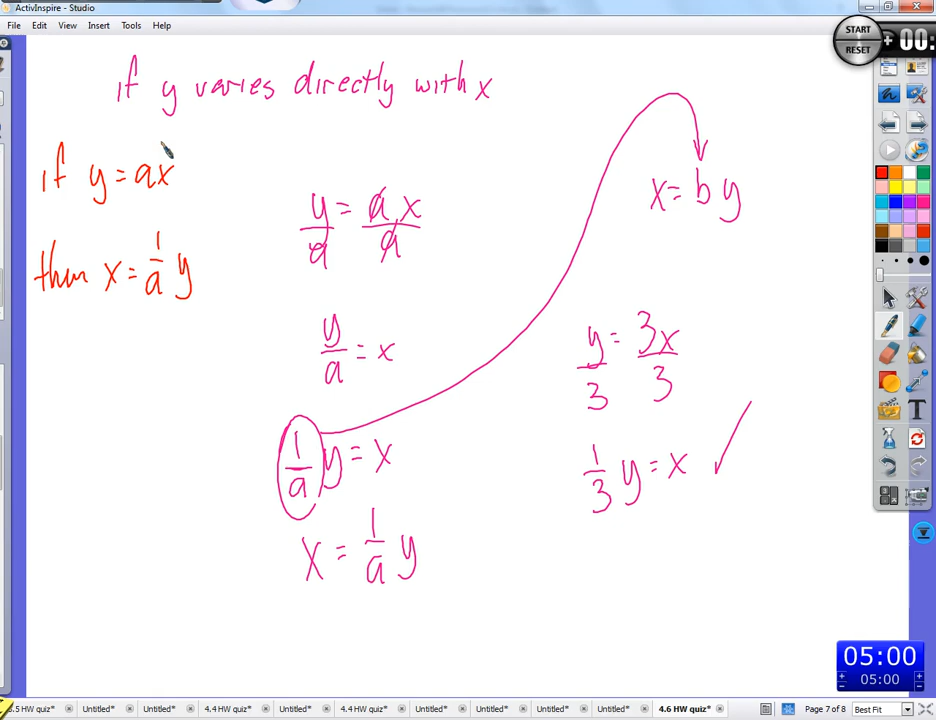 ActivInspire - Studio
File Edit View Insert Tools Help
START
RESET
00:
if y varies directly with x
if y = ax
then x = 1/a y
y/a = ax/a
y/a = x
1/a y = x
x = 1/a y
x = by
y/3 = 3x/3
1/3 y = x ✓
05:00
05:00
.5 HW quiz* Untitled* Untitled* 4.4 HW quiz* Untitled* 4.4 HW quiz* Untitled* Untitled* Untitled* Untitled* 4.6 HW quiz* Page 7 of 8 Best Fit